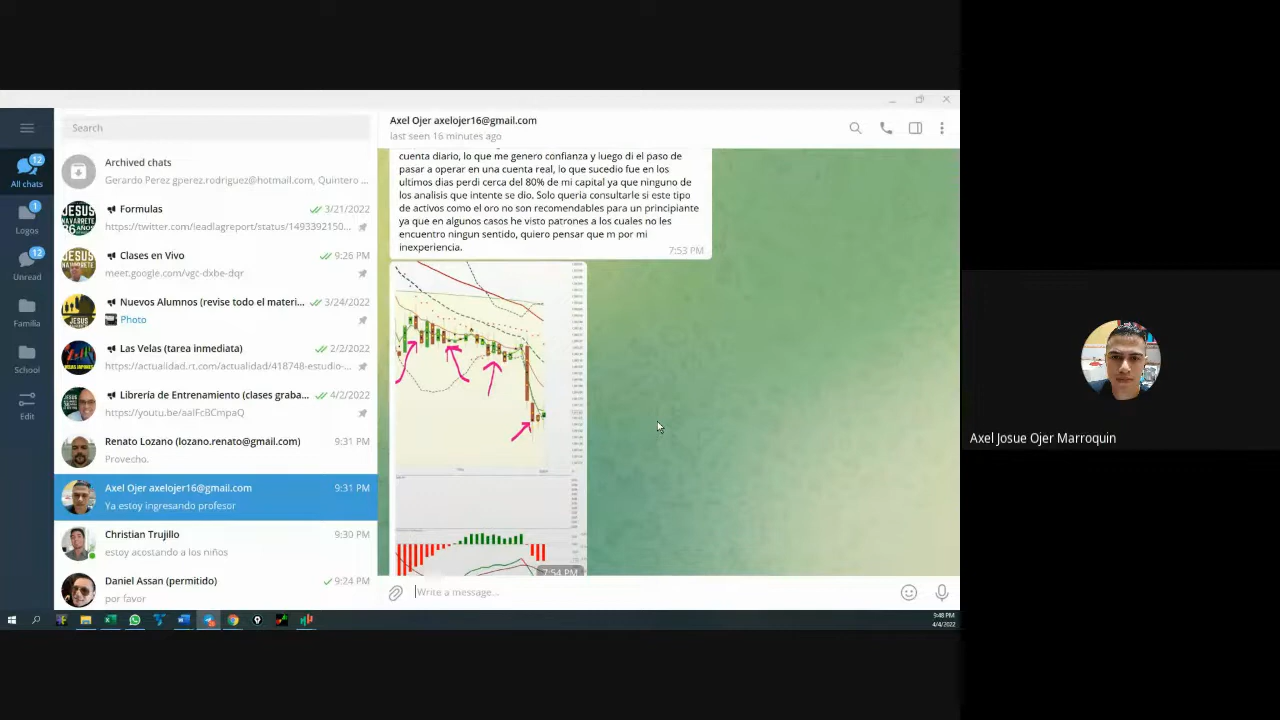 Search
All chats
Logos
Unread
Familia
School
Edit
12
1
12
Archived chats
Gerardo Perez gperez.rodriguez@hotmail.com, Quintero ...
Formulas
3/21/2022
https://twitter.com/leadlagreport/status/1493392150...
Clases en Vivo
9:26 PM
meet.google.com/vgc-dxbe-dqr
Nuevos Alumnos (revise todo el materi...
3/24/2022
Photo
Las Velas (tarea inmediata)
2/2/2022
https://actualidad.rt.com/actualidad/418748-estudio-...
Librería de Entrenamiento (clases graba...
4/2/2022
Renato Lozano (lozano.renato@gmail.com)
9:31 PM
Provecho.
Axel Ojer axelojer16@gmail.com
9:31 PM
Ya estoy ingresando profesor
Christian Trujillo
9:30 PM
estoy acostando a los niños
Daniel Assan (permitido)
9:24 PM
por favor
Axel Ojer axelojer16@gmail.com
last seen 16 minutes ago
cuenta diario, lo que me genero confianza y luego di el paso de
pasar a operar en una cuenta real, lo que sucedio fue en los
ultimos dias perdi cerca del 80% de mi capital ya que ninguno de
los analisis que intente se dio. Solo queria consultarle si este tipo
de activos como el oro no son recomendables para un principiante
ya que en algunos casos he visto patrones a los cuales no les
encuentro ningun sentido, quiero pensar que m por mi
inexperiencia.
7:53 PM
7:54 PM
Write a message...
9:48 PM
4/4/2022
Axel Josue Ojer Marroquin